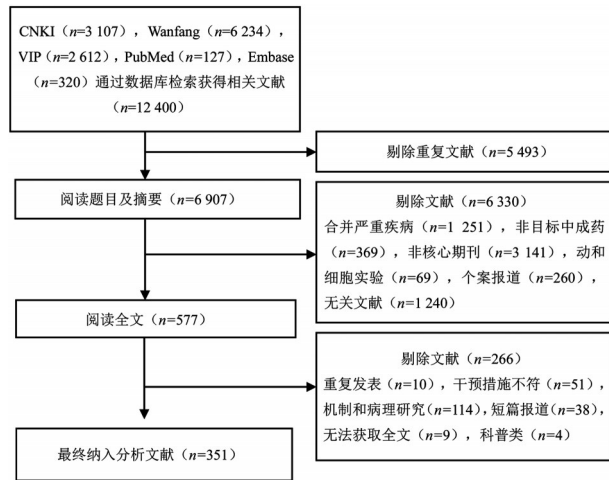 CNKI（n=3 107），Wanfang（n=6 234），
VIP（n=2 612），PubMed（n=127），Embase
（n=320）通过数据库检索获得相关文献
（n=12 400）
剔除重复文献（n=5 493）
阅读题目及摘要（n=6 907）
剔除文献（n=6 330）
合并严重疾病（n=1 251），非目标中成药
（n=369），非核心期刊（n=3 141），动和
细胞实验（n=69），个案报道（n=260），
无关文献（n=1 240）
阅读全文（n=577）
剔除文献（n=266）
重复发表（n=10），干预措施不符（n=51），
机制和病理研究（n=114），短篇报道（n=38），
无法获取全文（n=9），科普类（n=4）
最终纳入分析文献（n=351）